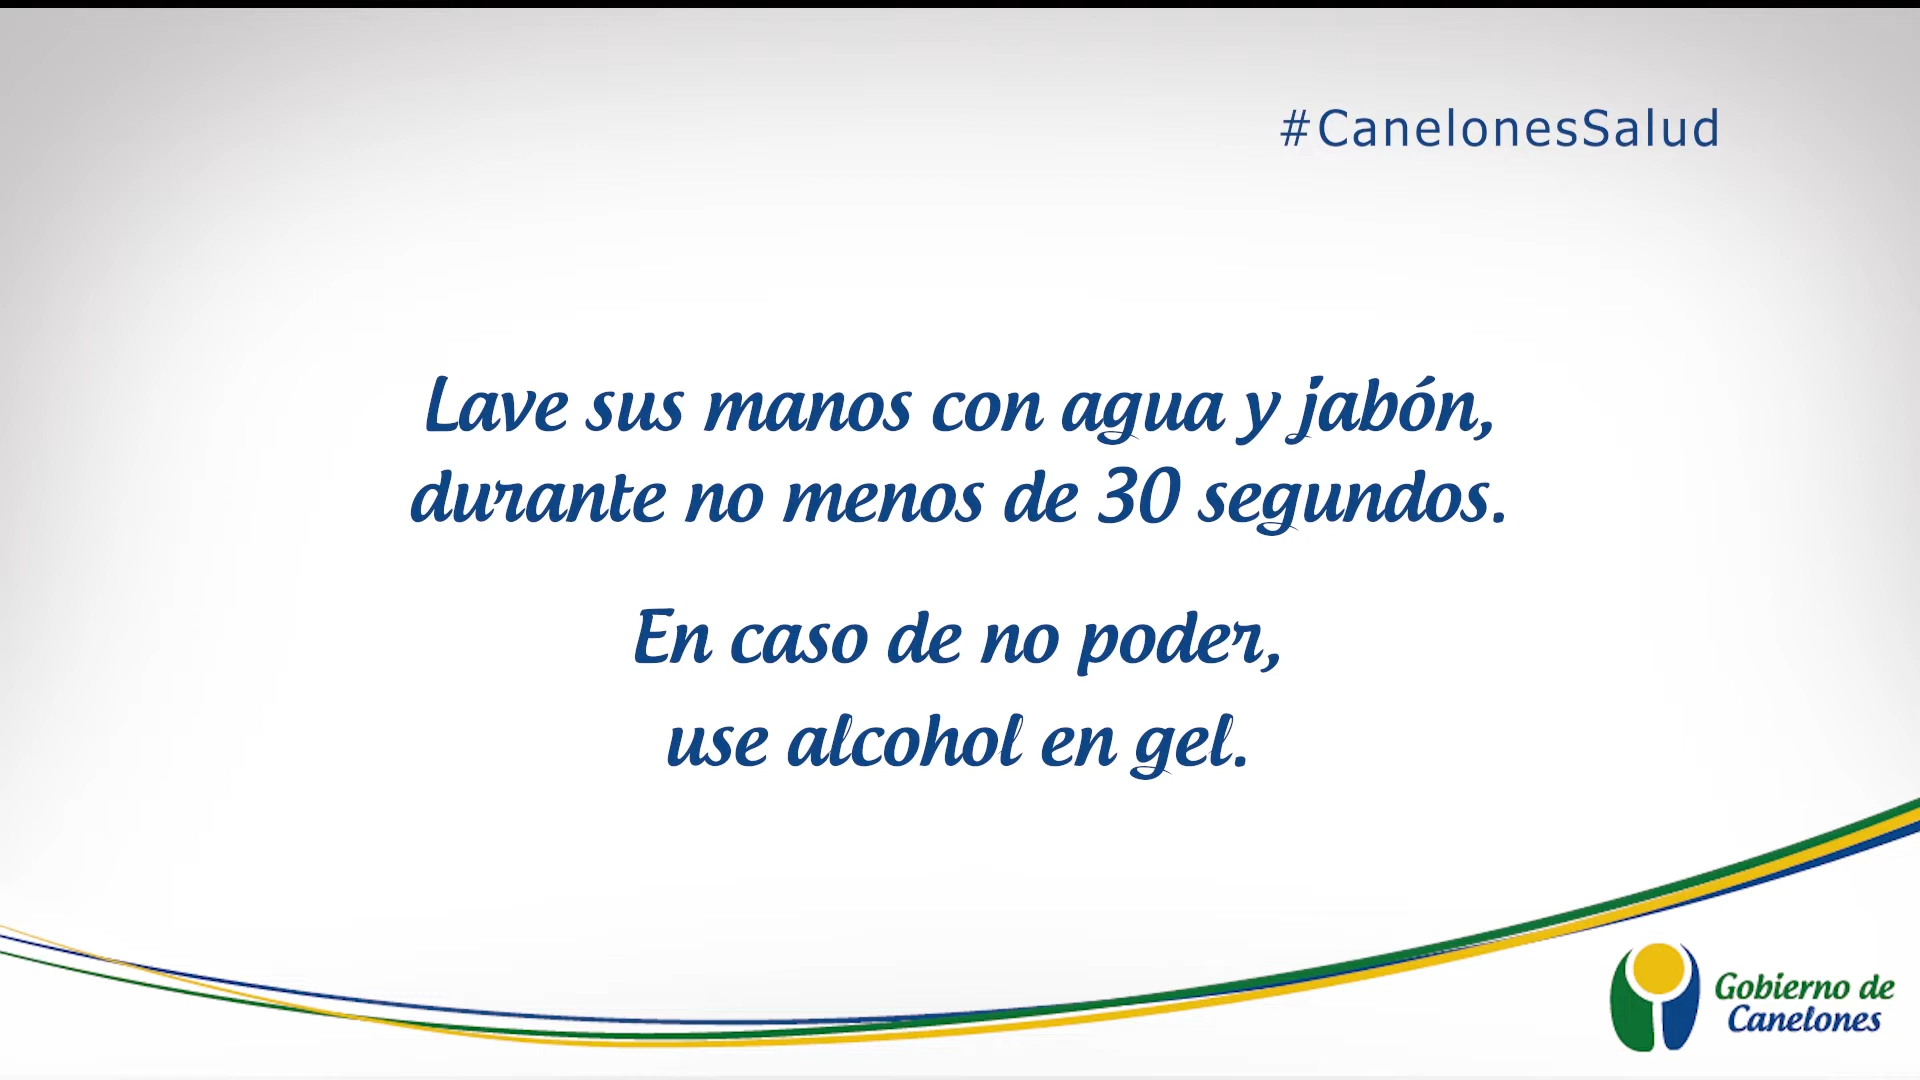 #CanelonesSalud
Lave sus manos con agua y jabón,
durante no menos de 30 segundos.
En caso de no poder,
use alcohol en gel.
Gobierno de
Canelones